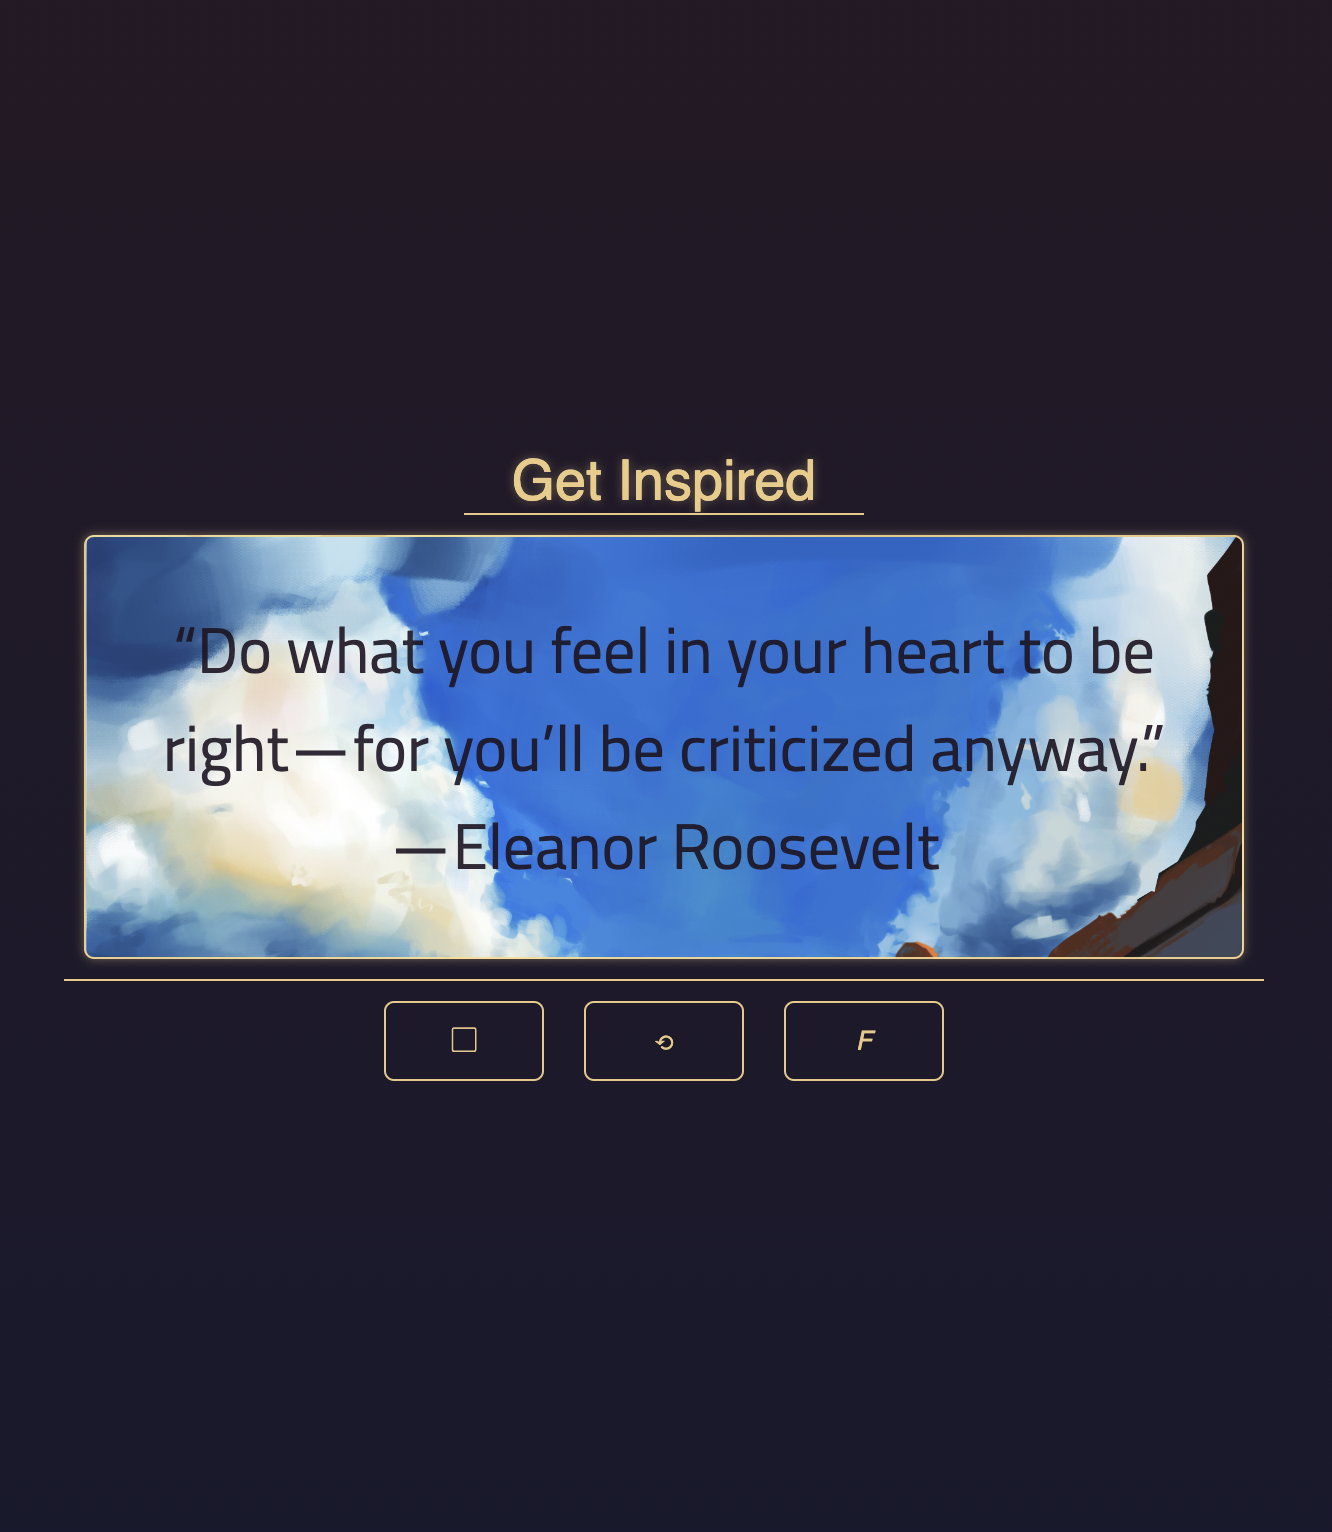 Get Inspired
“Do what you feel in your heart to be
right—for you’ll be criticized anyway.”
—Eleanor Roosevelt
⟲
F